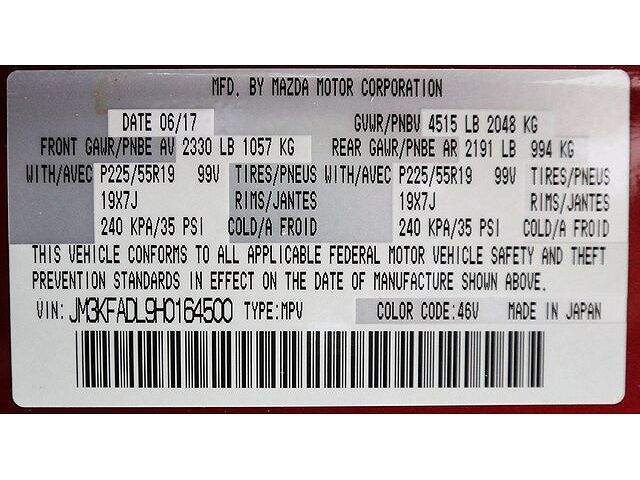 MFD. BY MAZDA MOTOR CORPORATION
DATE 06/17 GVWR/PNBV 4515 LB 2048 KG
FRONT GAWR/PNBE AV 2330 LB 1057 KG REAR GAWR/PNBE AR 2191 LB 994 KG
WITH/AVEC P225/55R19 99V TIRES/PNEUS WITH/AVEC P225/55R19 99V TIRES/PNEUS
19X7J RIMS/JANTES 19X7J RIMS/JANTES
240 KPA/35 PSI COLD/A FROID 240 KPA/35 PSI COLD/A FROID
THIS VEHICLE CONFORMS TO ALL APPLICABLE FEDERAL MOTOR VEHICLE SAFETY AND THEFT
PREVENTION STANDARDS IN EFFECT ON THE DATE OF MANUFACTURE SHOWN ABOVE.
VIN: JM3KFADL9H0164500 TYPE:MPV COLOR CODE:46V MADE IN JAPAN